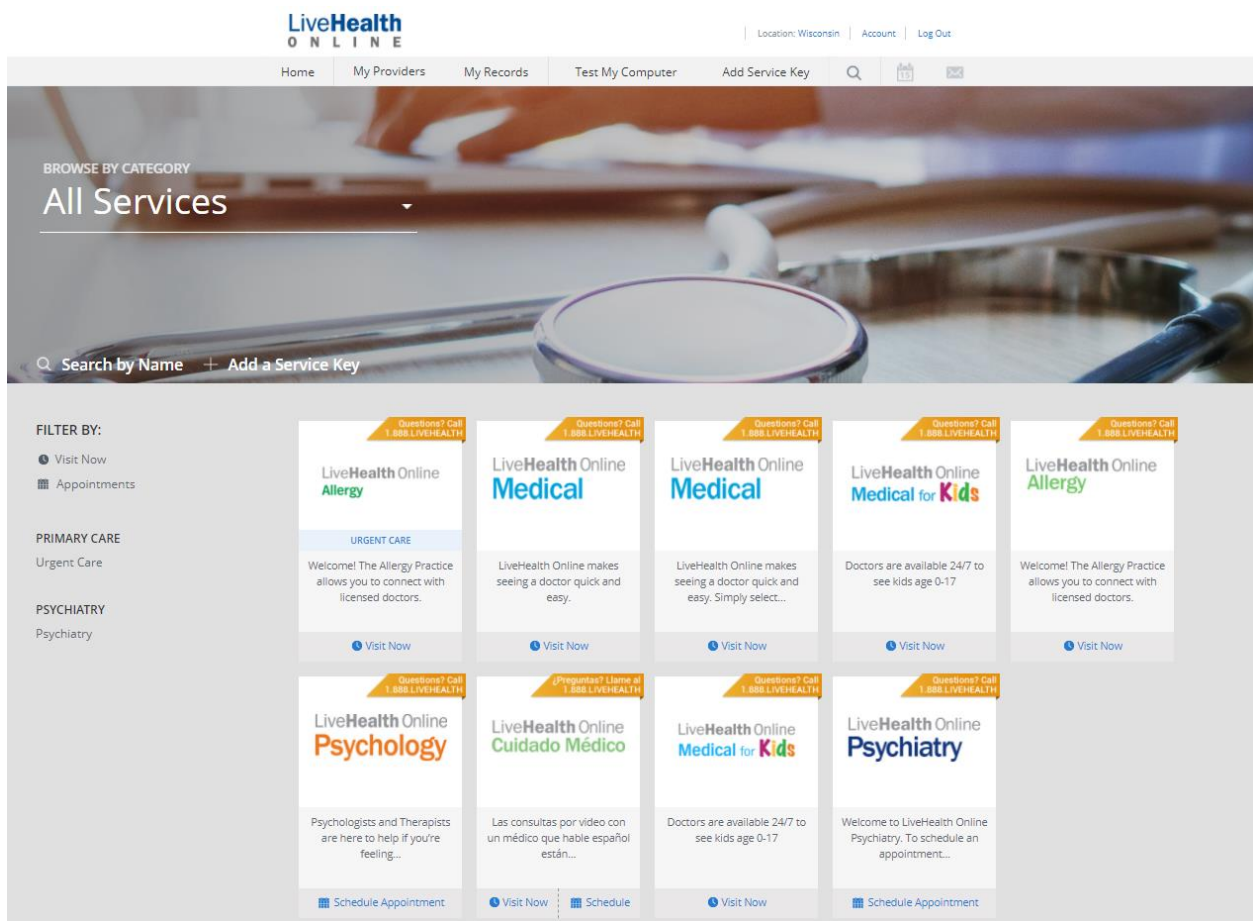 LiveHealth
ONLINE
Location: Wisconsin Account Log Out
Home My Providers My Records Test My Computer Add Service Key
BROWSE BY CATEGORY
All Services
Search by Name + Add a Service Key
FILTER BY:
Visit Now
Appointments
PRIMARY CARE
Urgent Care
PSYCHIATRY
Psychiatry
Questions? Call
1.888.LIVEHEALTH
LiveHealth Online
Allergy
URGENT CARE
Welcome! The Allergy Practice
allows you to connect with
licensed doctors.
Visit Now
Questions? Call
1.888.LIVEHEALTH
LiveHealth Online
Medical
LiveHealth Online makes
seeing a doctor quick and
easy.
Visit Now
Questions? Call
1.888.LIVEHEALTH
LiveHealth Online
Medical
LiveHealth Online makes
seeing a doctor quick and
easy. Simply select...
Visit Now
Questions? Call
1.888.LIVEHEALTH
LiveHealth Online
Medical for Kids
Doctors are available 24/7 to
see kids age 0-17
Visit Now
Questions? Call
1.888.LIVEHEALTH
LiveHealth Online
Allergy
Welcome! The Allergy Practice
allows you to connect with
licensed doctors.
Visit Now
Questions? Call
1.888.LIVEHEALTH
LiveHealth Online
Psychology
Psychologists and Therapists
are here to help if you're
feeling...
Schedule Appointment
¿Preguntas? Llame al
1.888.LIVEHEALTH
LiveHealth Online
Cuidado Médico
Las consultas por video con
un médico que hable español
están...
Visit Now Schedule
Questions? Call
1.888.LIVEHEALTH
LiveHealth Online
Medical for Kids
Doctors are available 24/7 to
see kids age 0-17
Visit Now
Questions? Call
1.888.LIVEHEALTH
LiveHealth Online
Psychiatry
Welcome to LiveHealth Online
Psychiatry. To schedule an
appointment...
Schedule Appointment